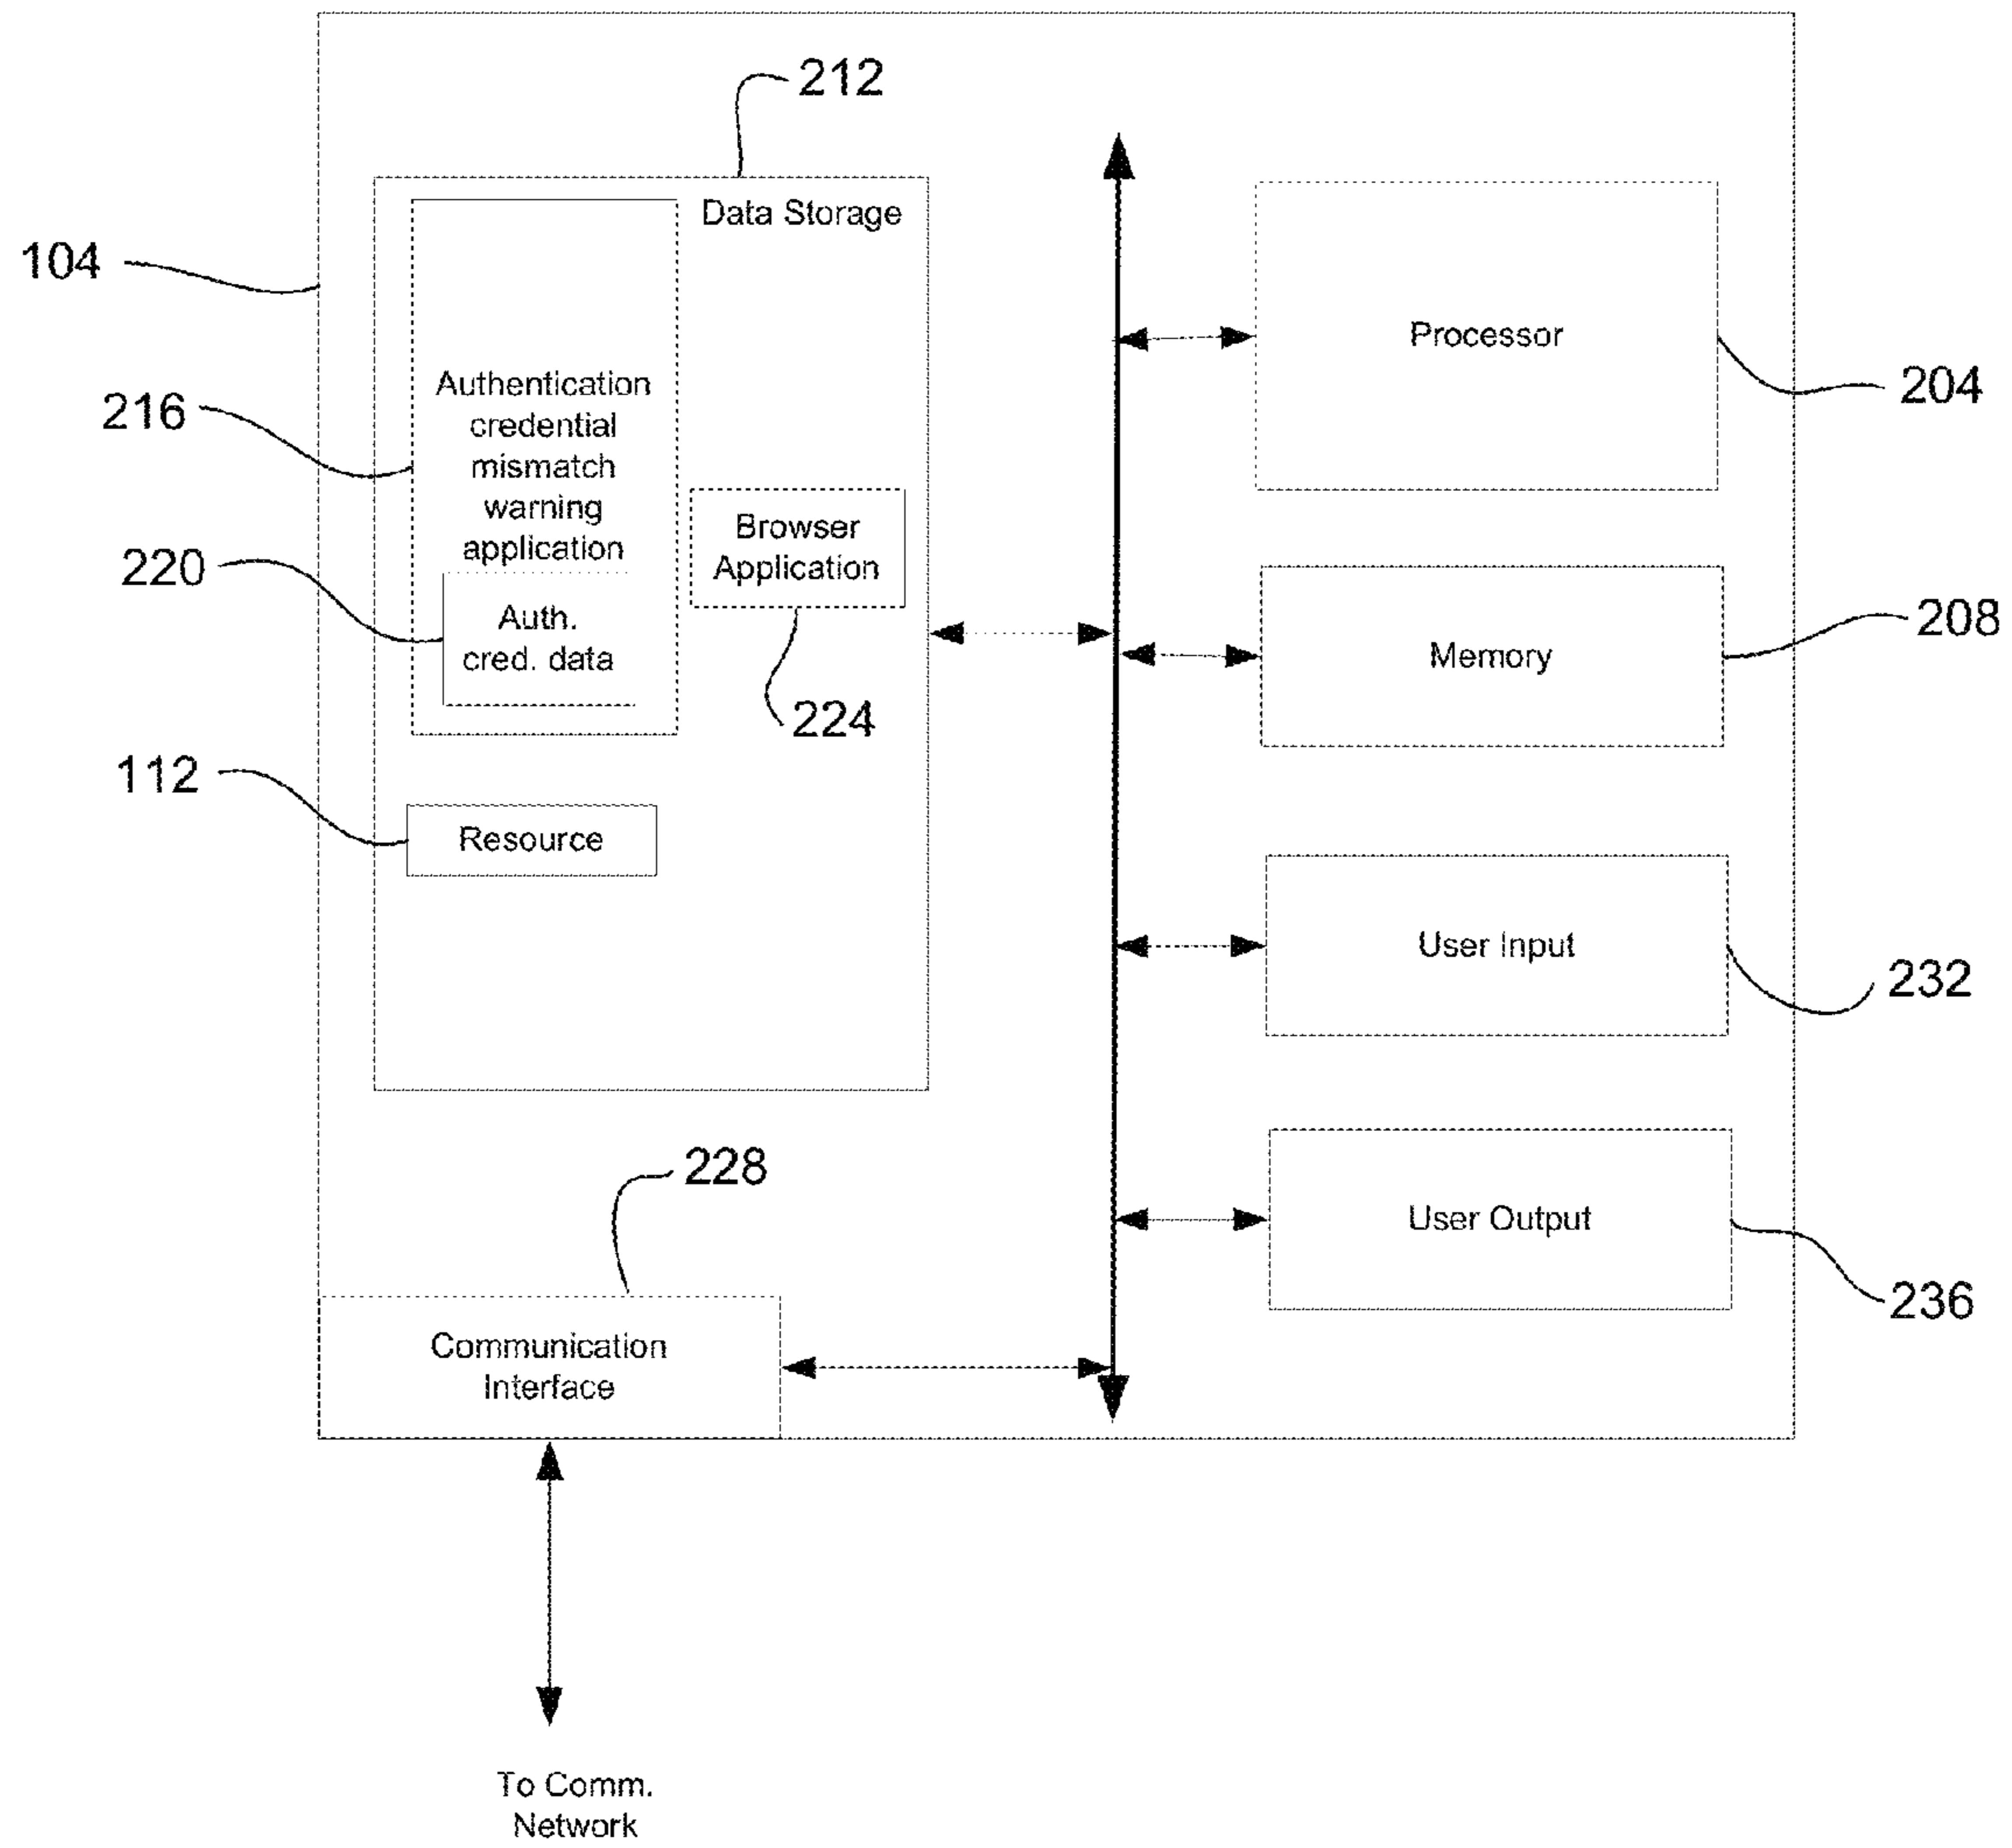 212
Data Storage
104
Processor
204
216
Authentication
credential
mismatch
warning
application
220
Browser
Application
Auth.
cred. data
224
Memory
208
112
Resource
User Input
232
228
User Output
236
Communication
Interface
To Comm.
Network